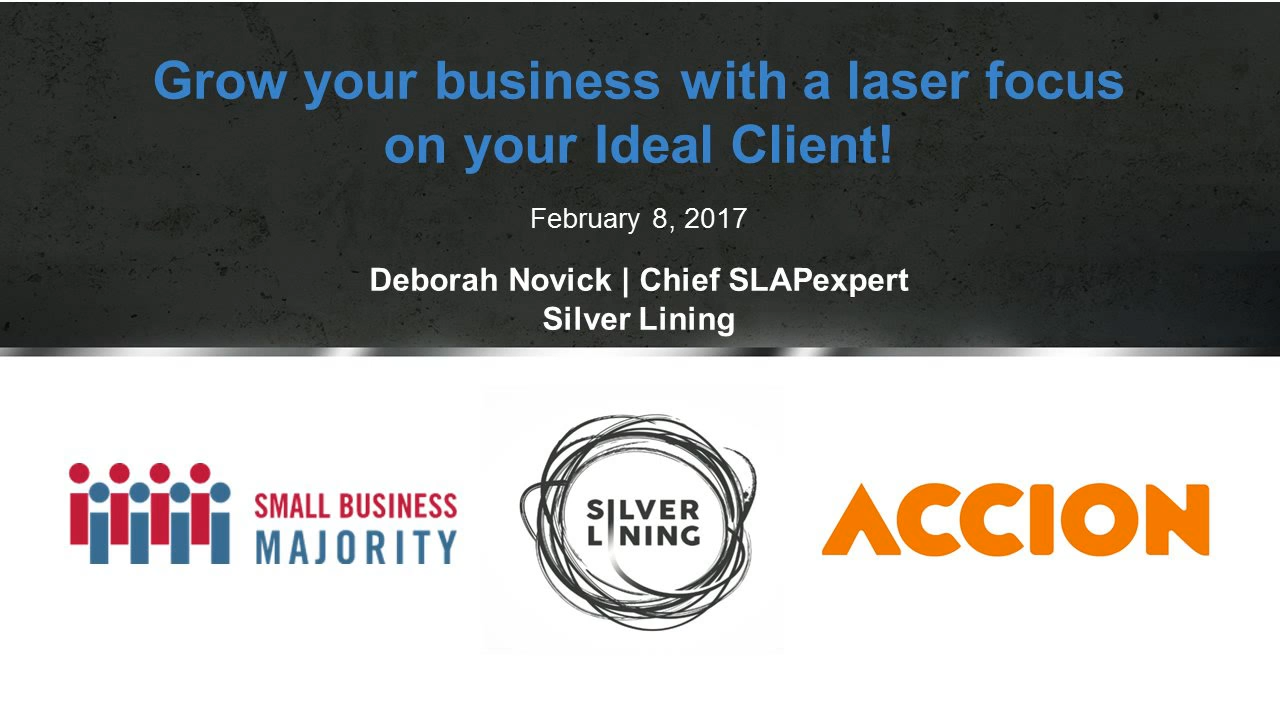 Grow your business with a laser focus
on your Ideal Client!
February 8, 2017
Deborah Novick | Chief SLAPexpert
Silver Lining
SMALL BUSINESS
MAJORITY
SILVER
LINING
ACCION